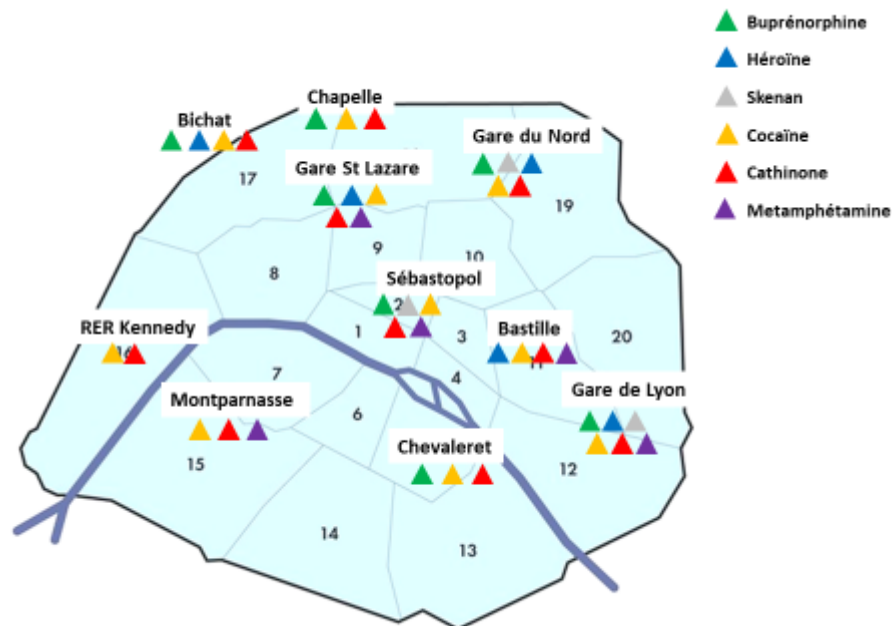 Buprénorphine
Héroïne
Skenan
Cocaïne
Cathinone
Metamphétamine
Chapelle
Bichat
Gare du Nord
17
Gare St Lazare
19
9
10
8
Sébastopol
2
RER Kennedy
1
3
Bastille
20
16
11
7
4
Gare de Lyon
Montparnasse
6
Chevaleret
15
12
14
13